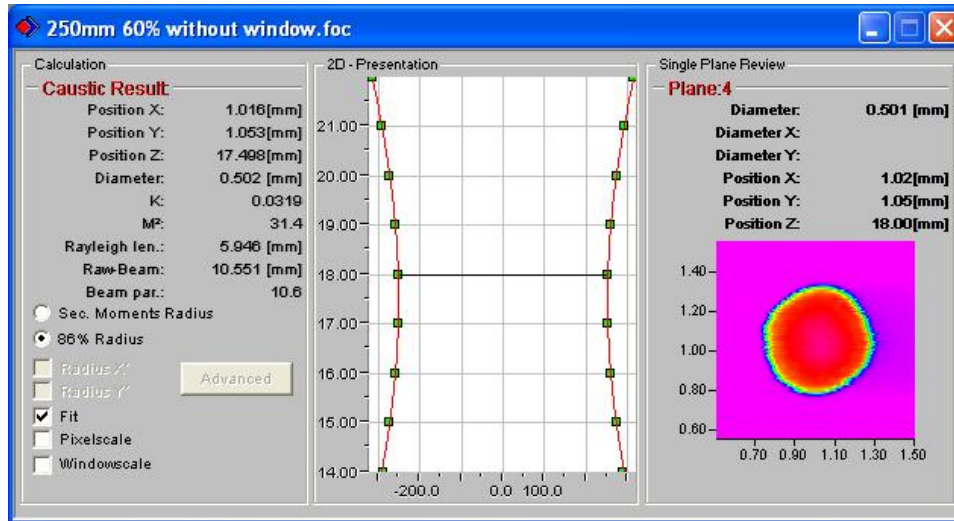 250mm 60% without window.foc
Calculation
Caustic Result:
Position X: 1.016[mm]
Position Y: 1.053[mm]
Position Z: 17.498[mm]
Diameter: 0.502 [mm]
K: 0.0319
M²: 31.4
Rayleigh len.: 5.946 [mm]
Raw-Beam: 10.551 [mm]
Beam par.: 10.6
Sec. Moments Radius
86% Radius
Radius X'
Radius Y'
Advanced
Fit
Pixelscale
Windowscale
2D - Presentation
21.00
20.00
19.00
18.00
17.00
16.00
15.00
14.00
-200.0 0.0 100.0
Single Plane Review
Plane:4
Diameter: 0.501 [mm]
Diameter X:
Diameter Y:
Position X: 1.02[mm]
Position Y: 1.05[mm]
Position Z: 18.00[mm]
1.40
1.20
1.00
0.80
0.60
0.70 0.90 1.10 1.30 1.50